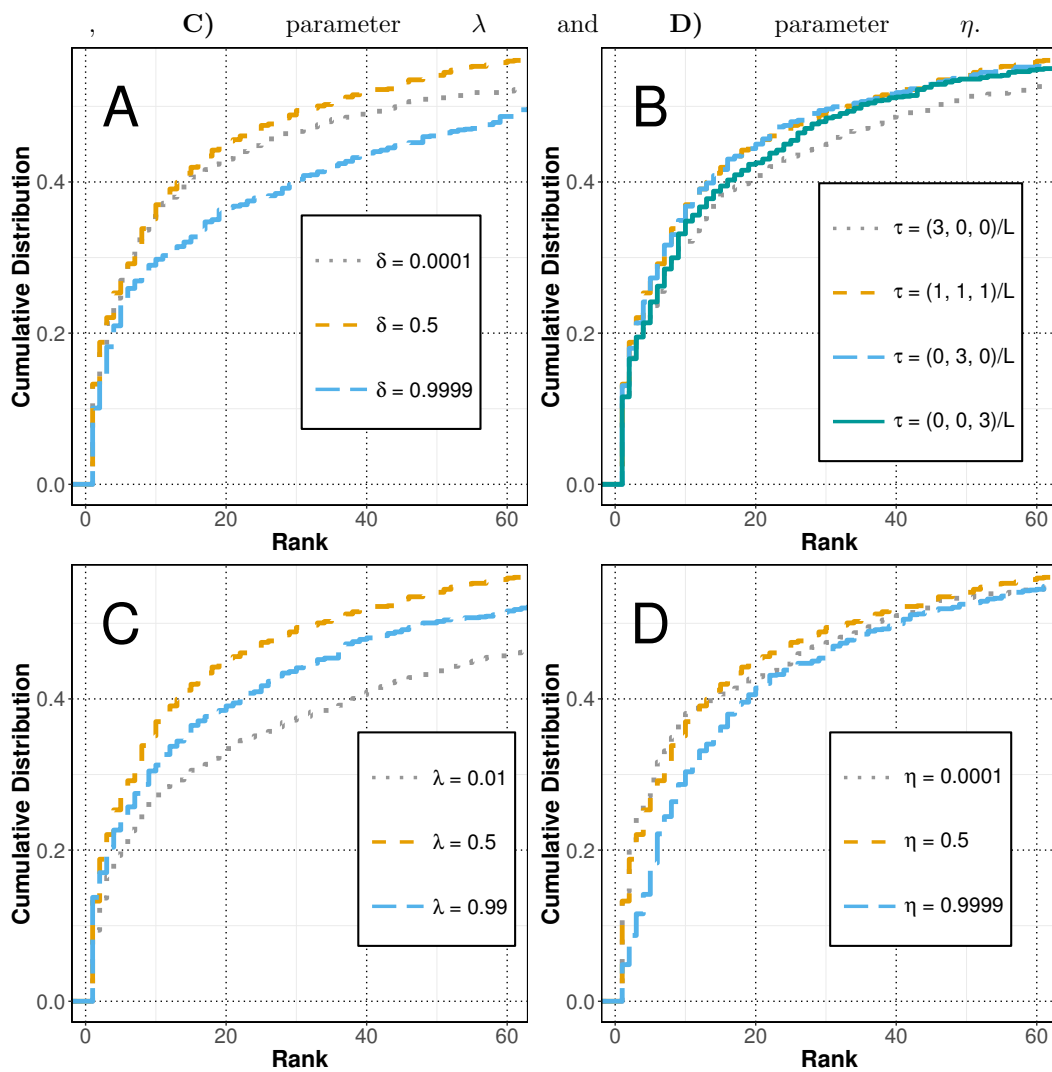 , C) parameter λ and D) parameter η.
A
Cumulative Distribution
0.4
0.2
0.0
δ = 0.0001
δ = 0.5
δ = 0.9999
0 20 40 60
Rank
B
Cumulative Distribution
0.4
0.2
0.0
τ = (3, 0, 0)/L
τ = (1, 1, 1)/L
τ = (0, 3, 0)/L
τ = (0, 0, 3)/L
0 20 40 60
Rank
C
Cumulative Distribution
0.4
0.2
0.0
λ = 0.01
λ = 0.5
λ = 0.99
0 20 40 60
Rank
D
Cumulative Distribution
0.4
0.2
0.0
η = 0.0001
η = 0.5
η = 0.9999
0 20 40 60
Rank